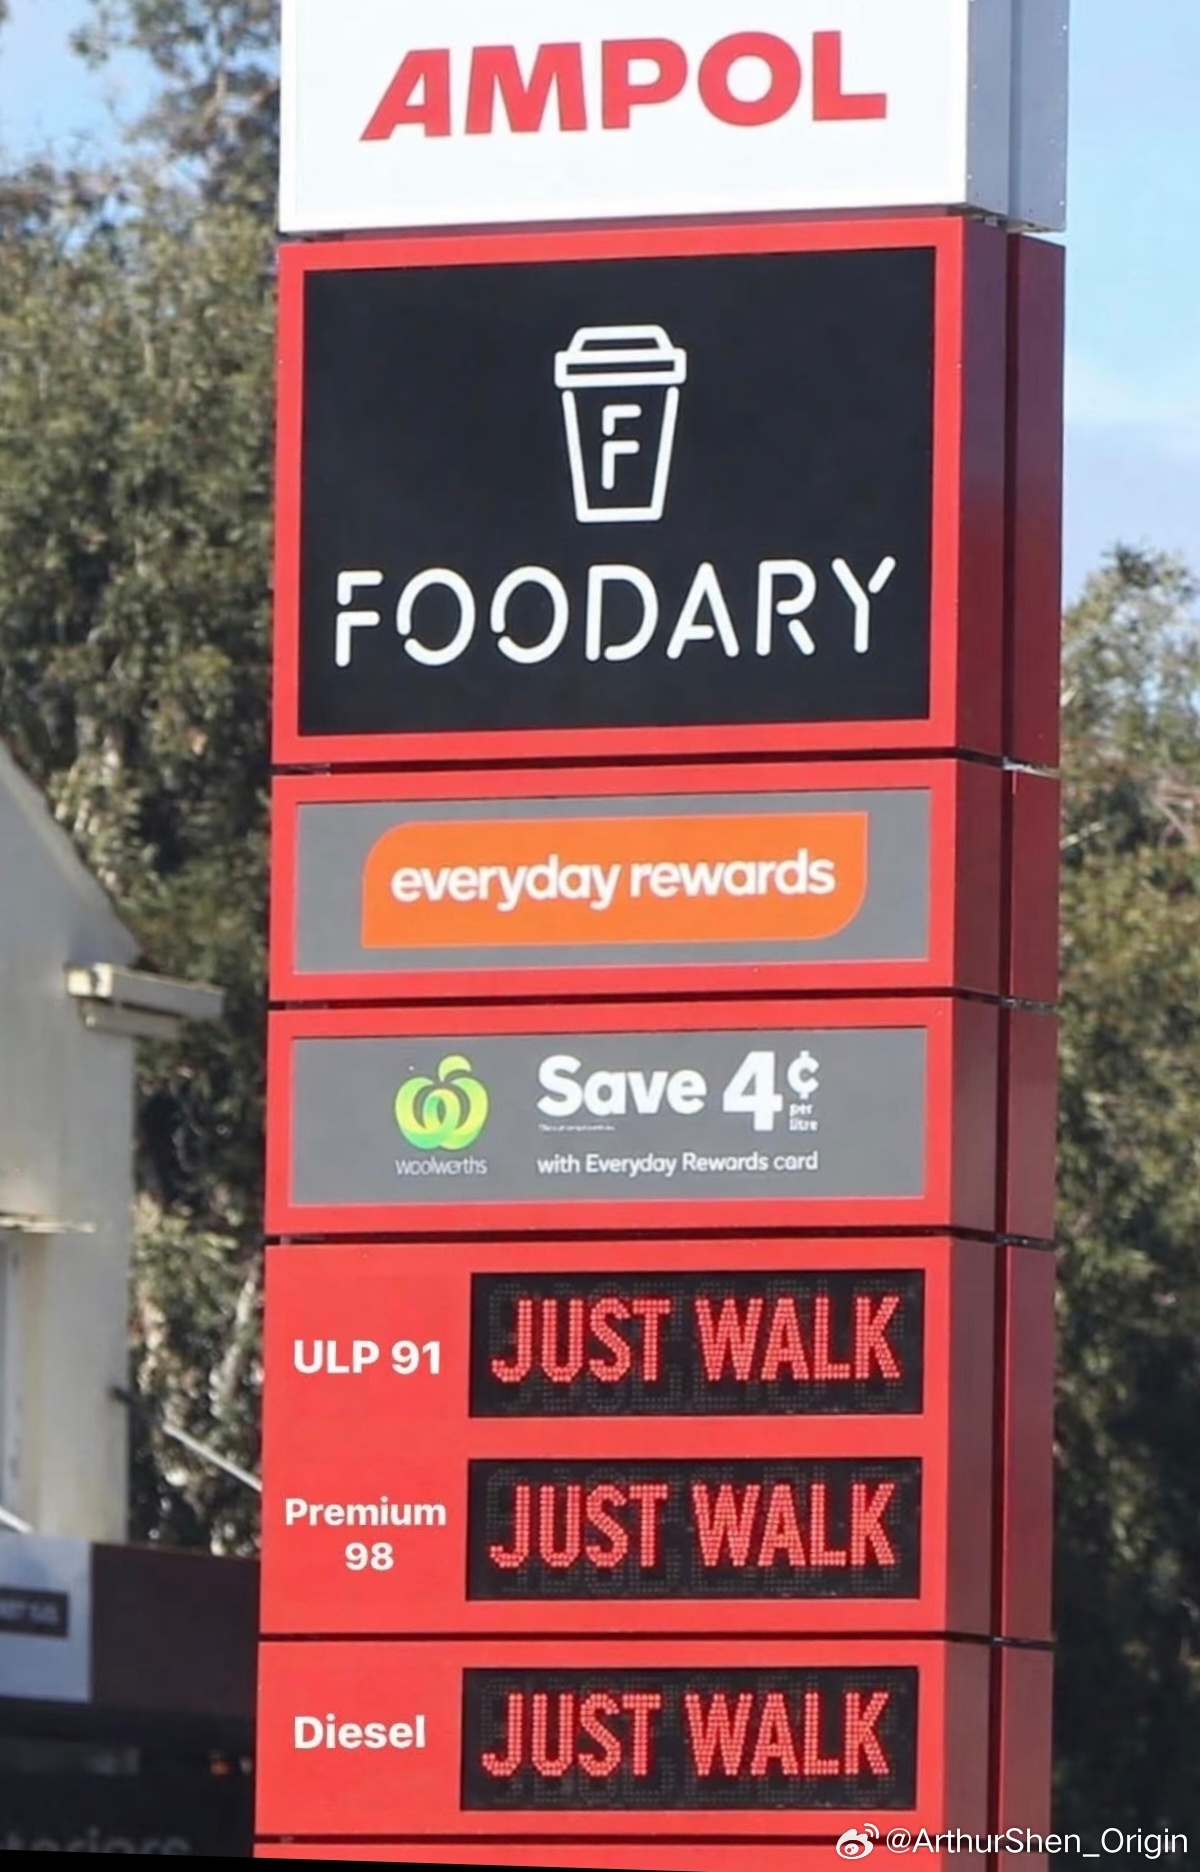 AMPOL
F
FOODARY
everyday rewards
woolworths
Save 4¢
per
litre
with Everyday Rewards card
ULP 91
JUST WALK
Premium
98
JUST WALK
Diesel
JUST WALK
@ArthurShen_Origin